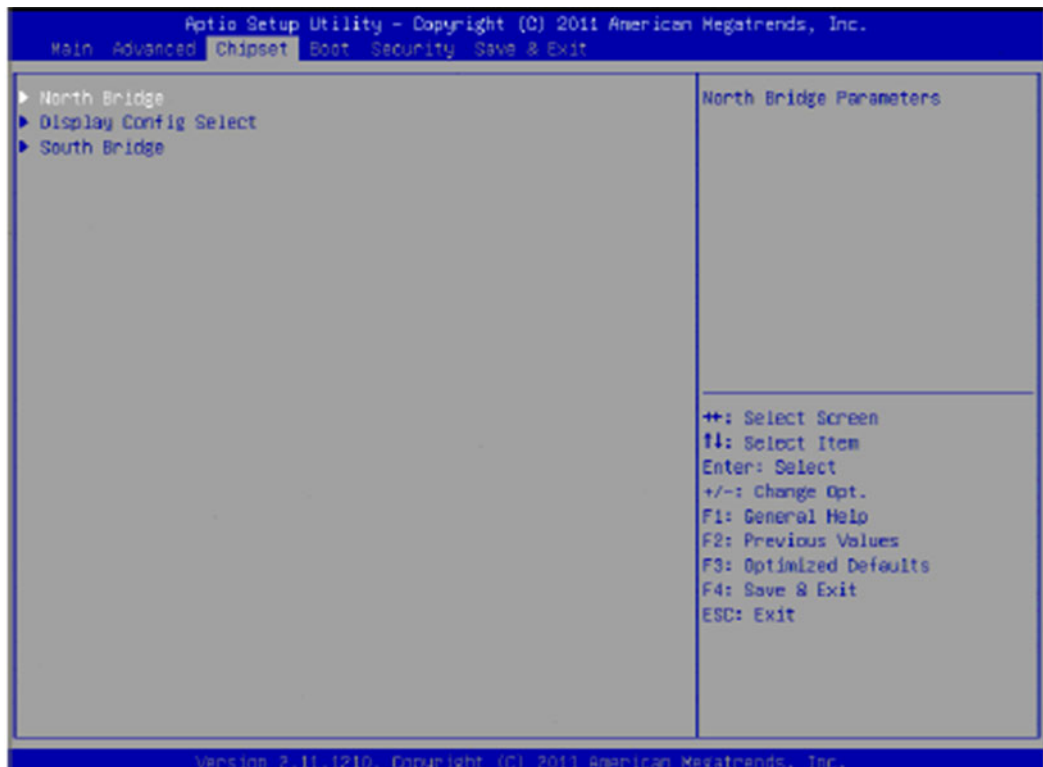 Aptio Setup Utility – Copyright (C) 2011 American Megatrends, Inc.
Main Advanced Chipset Boot Security Save & Exit
▶ North Bridge
▶ Display Config Select
▶ South Bridge
North Bridge Parameters
↔: Select Screen
↑↓: Select Item
Enter: Select
+/-: Change Opt.
F1: General Help
F2: Previous Values
F3: Optimized Defaults
F4: Save & Exit
ESC: Exit
Version 2.11.1210. Copyright (C) 2011 American Megatrends, Inc.